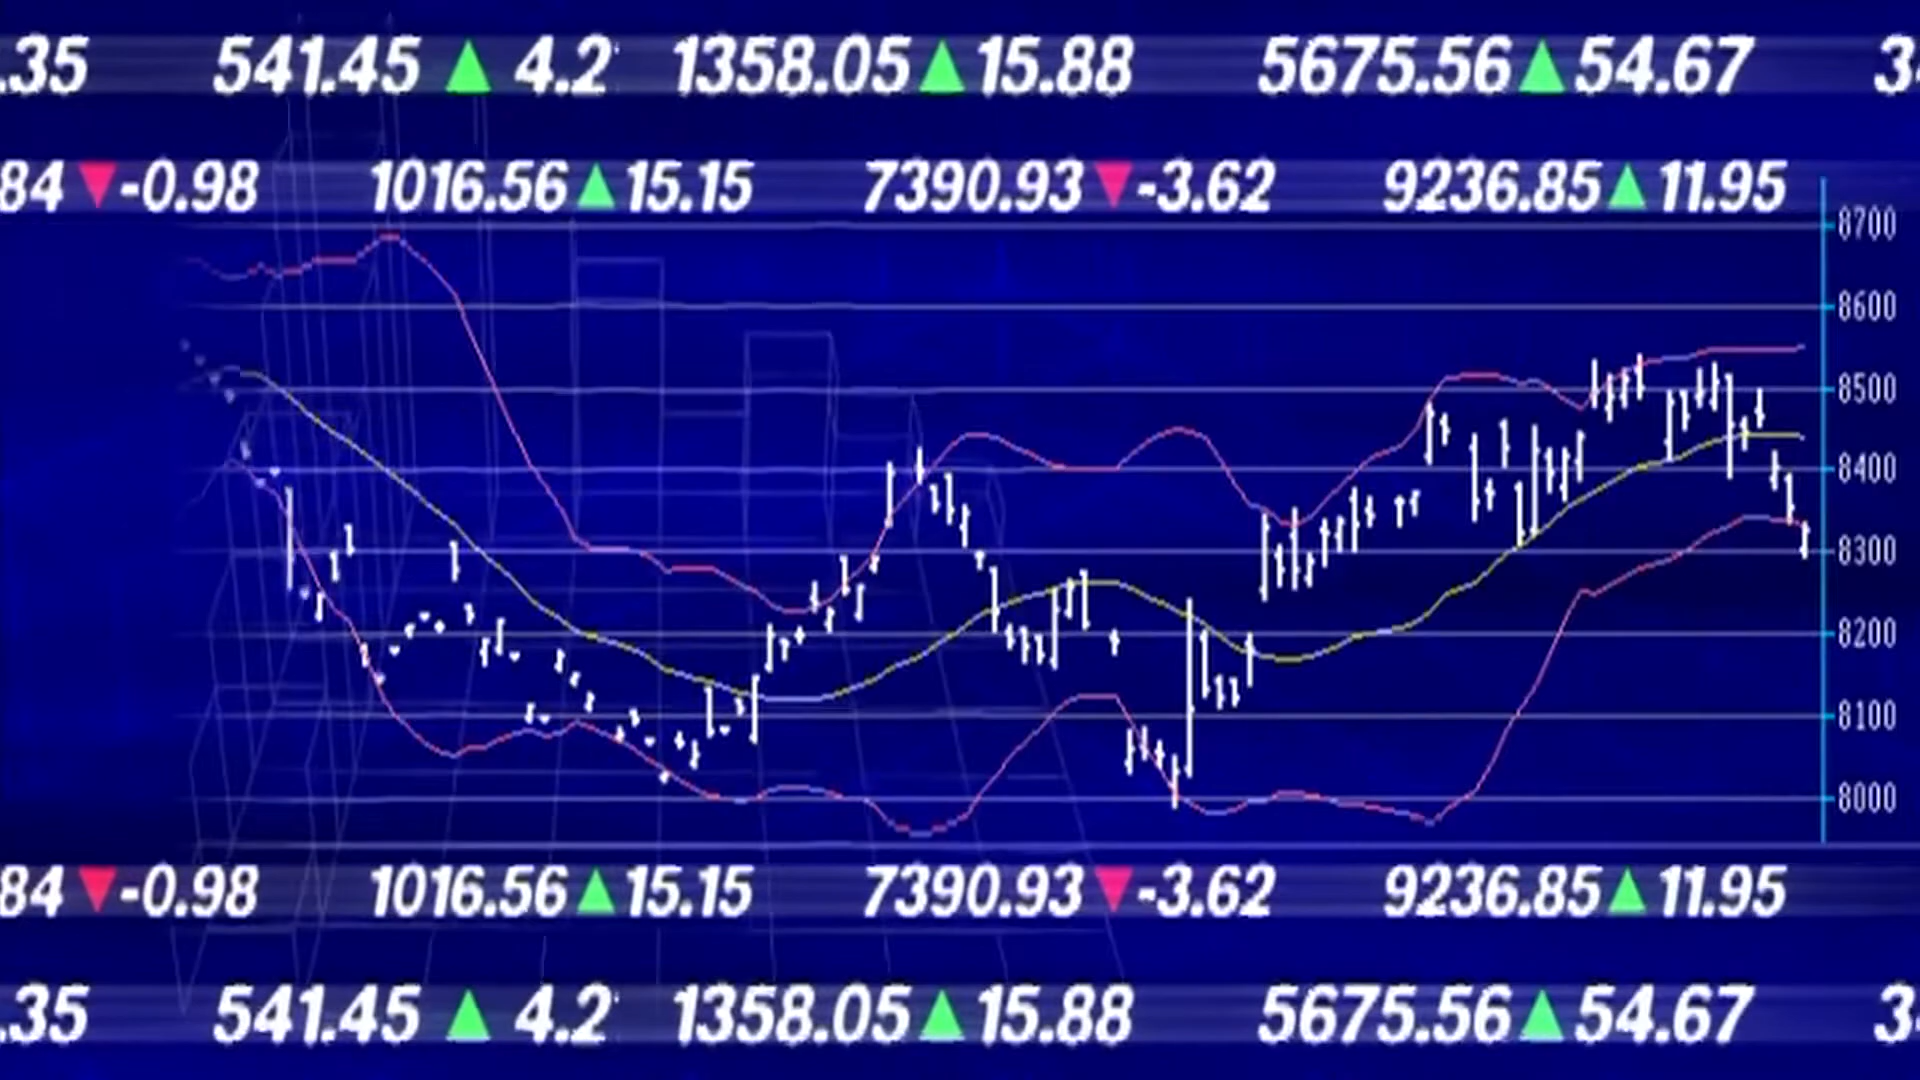 .35 541.45 ▲ 4.2 1358.05 ▲ 15.88 5675.56 ▲ 54.67
84 ▼ -0.98 1016.56 ▲ 15.15 7390.93 ▼ -3.62 9236.85 ▲ 11.95
8700
8600
8500
8400
8300
8200
8100
8000
84 ▼ -0.98 1016.56 ▲ 15.15 7390.93 ▼ -3.62 9236.85 ▲ 11.95
.35 541.45 ▲ 4.2 1358.05 ▲ 15.88 5675.56 ▲ 54.67